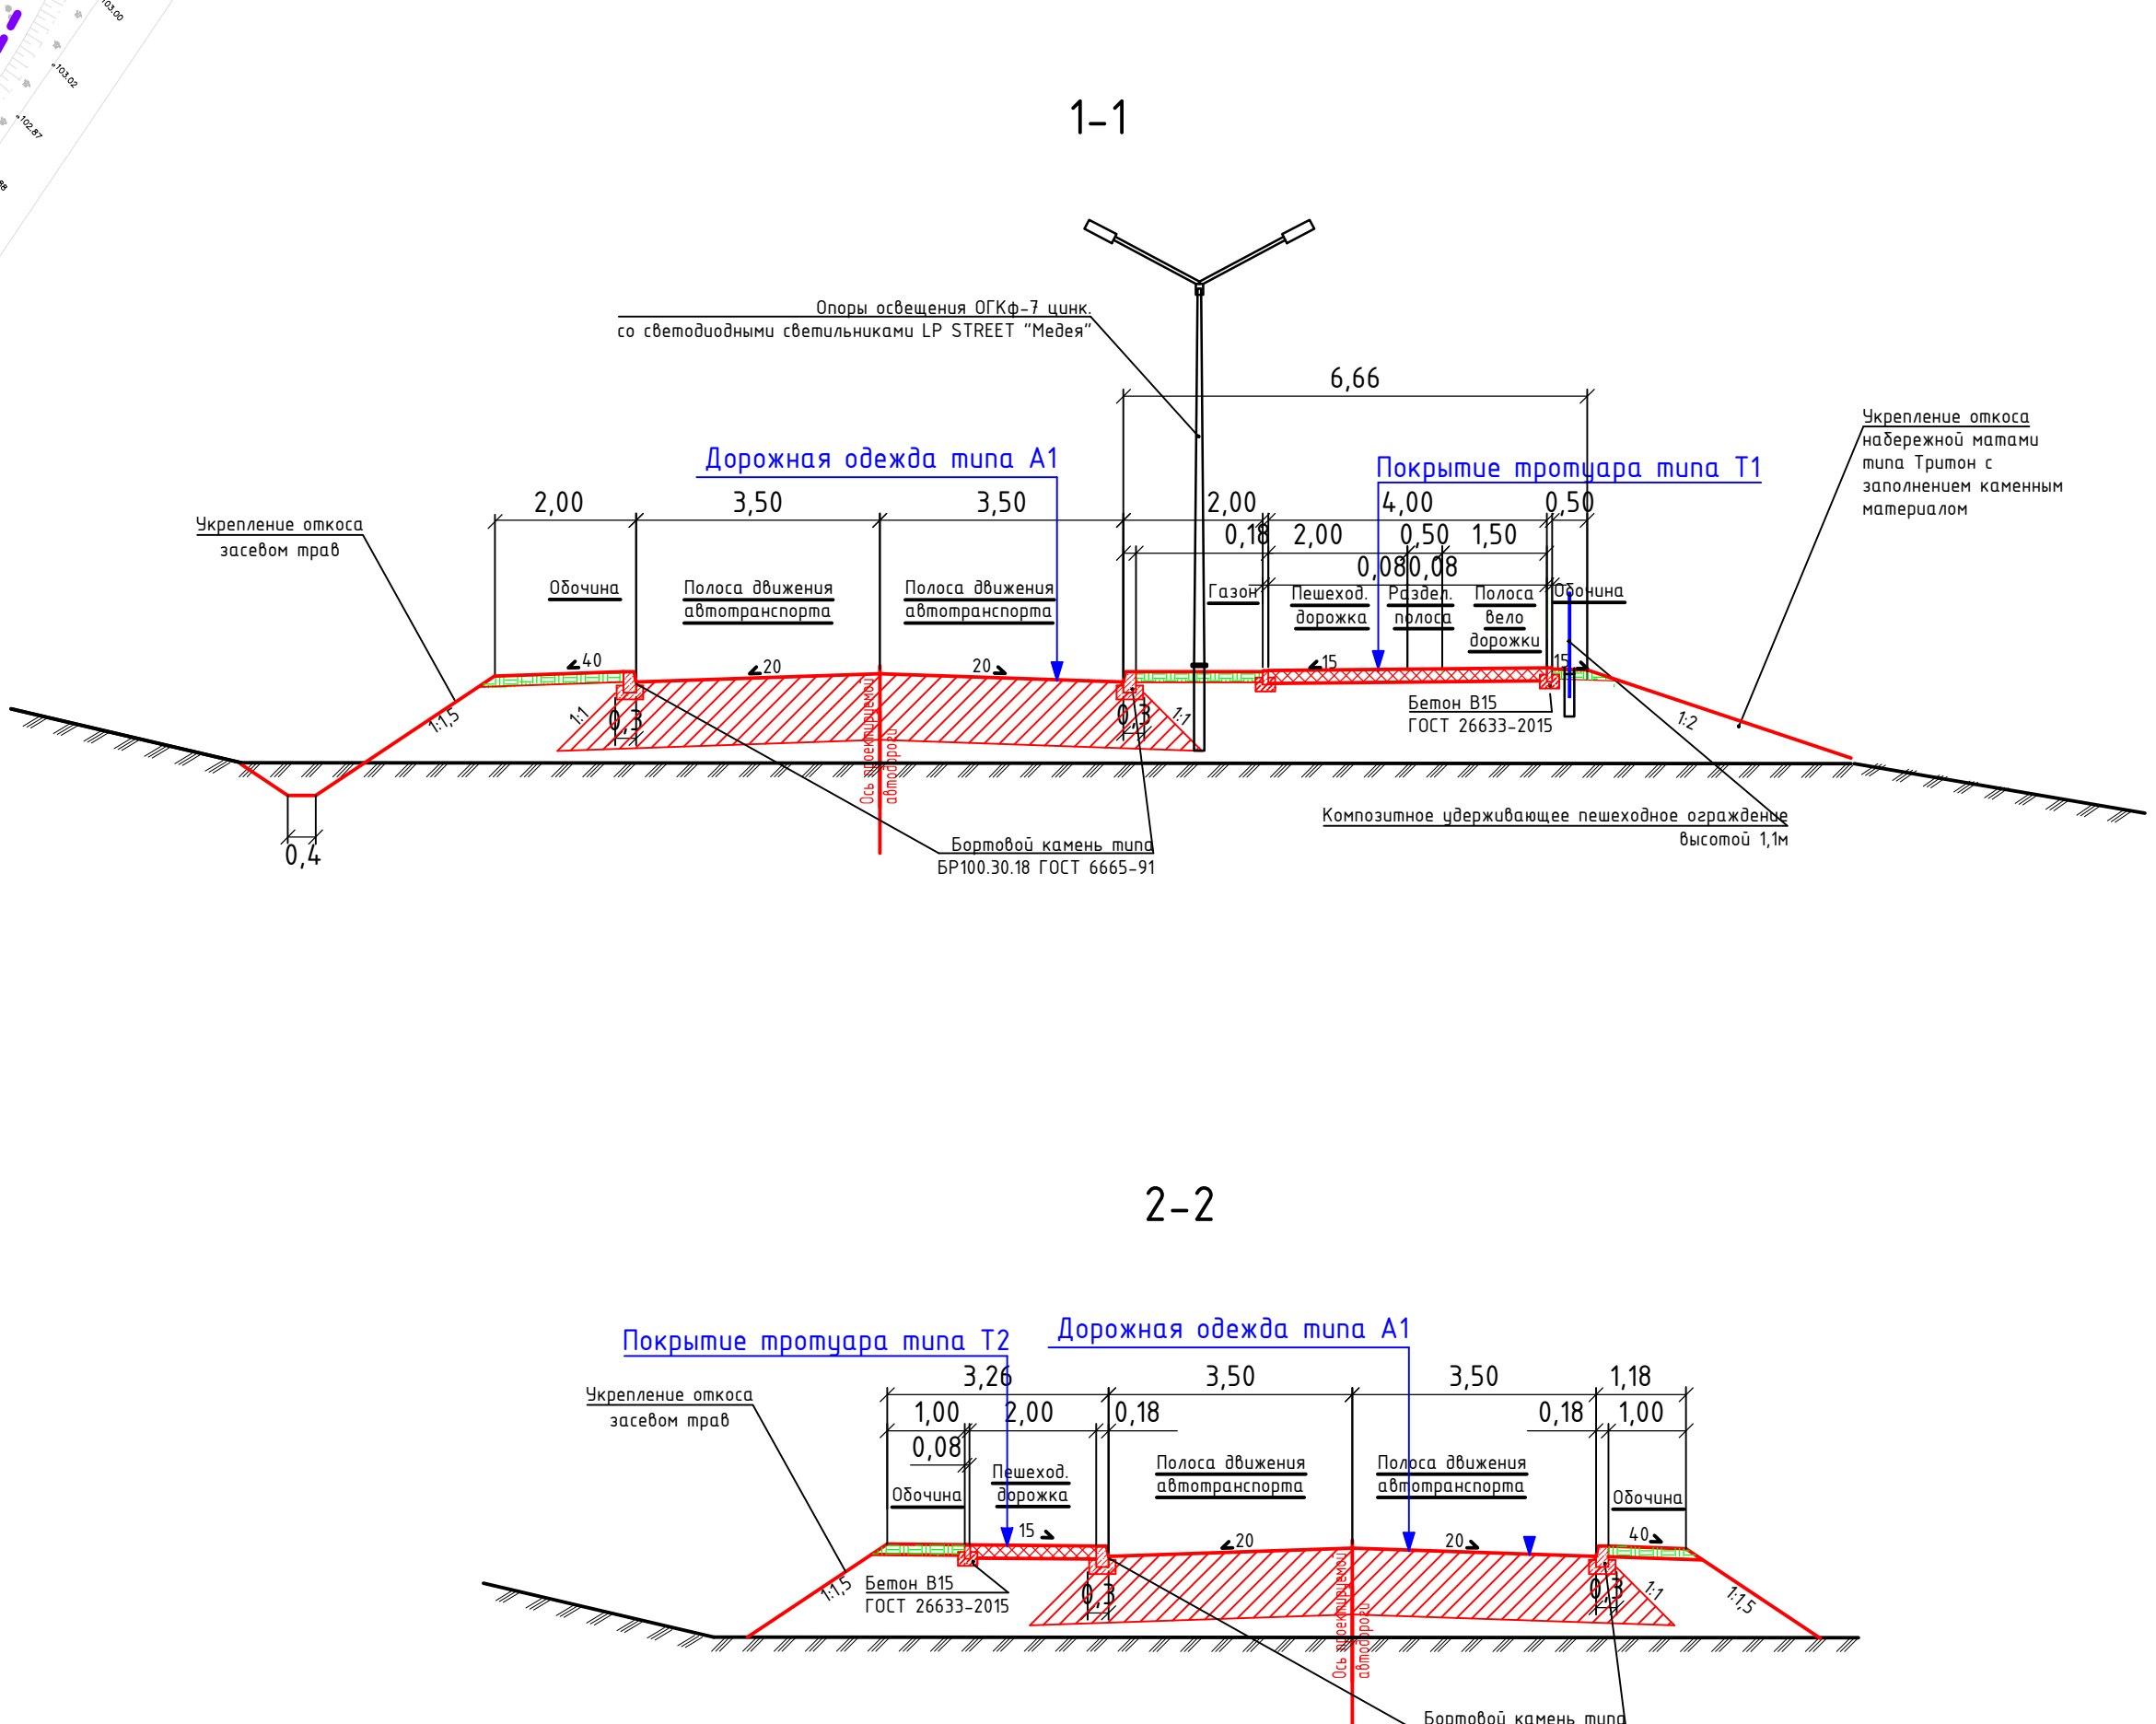 103.00
103.02
102.87
88
1-1
Опоры освещения ОГКф-7 цинк.
со светодиодными светильниками LP STREET "Медея"
6,66
Укрепление откоса
набережной матами
типа Тритон с
заполнением каменным
материалом
Дорожная одежда типа А1
Покрытие тротуара типа Т1
2,00
3,50
3,50
2,00
4,00
0,50
Укрепление откоса
засевом трав
0,18
2,00
0,50
1,50
0,08
0,08
Обочина
Полоса движения
автотранспорта
Полоса движения
автотранспорта
Газон
Пешеход.
дорожка
Раздел.
полоса
Полоса
вело
дорожки
Обочина
40
20
20
15
15
1:1,5
1:1
0,3
0,3
1:1
Бетон В15
ГОСТ 26633-2015
1:2
Ось проектируемой
автодороги
0,4
Композитное удерживающее пешеходное ограждение
высотой 1,1м
Бортовой камень типа
БР100.30.18 ГОСТ 6665-91
2-2
Покрытие тротуара типа Т2
Дорожная одежда типа А1
3,26
3,50
3,50
1,18
Укрепление откоса
засевом трав
1,00
2,00
0,18
0,18
1,00
0,08
Обочина
Пешеход.
дорожка
Полоса движения
автотранспорта
Полоса движения
автотранспорта
Обочина
15
20
20
40
1:1,5
Бетон В15
ГОСТ 26633-2015
0,3
0,3
1:1
1:1,5
Ось проектируемой
автодороги
Бортовой камень типа